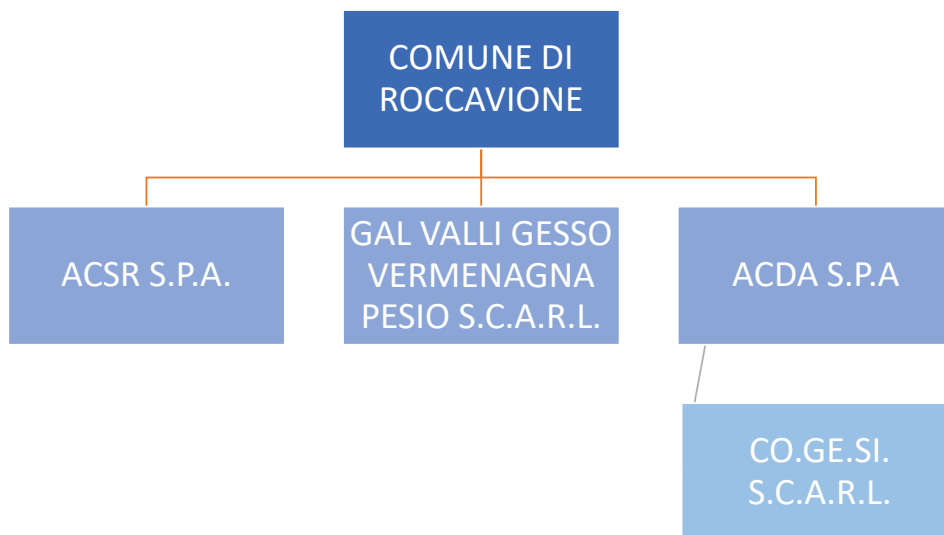 COMUNE DI
ROCCAVIONE
ACSR S.P.A.
GAL VALLI GESSO
VERMENAGNA
PESIO S.C.A.R.L.
ACDA S.P.A
CO.GE.SI.
S.C.A.R.L.